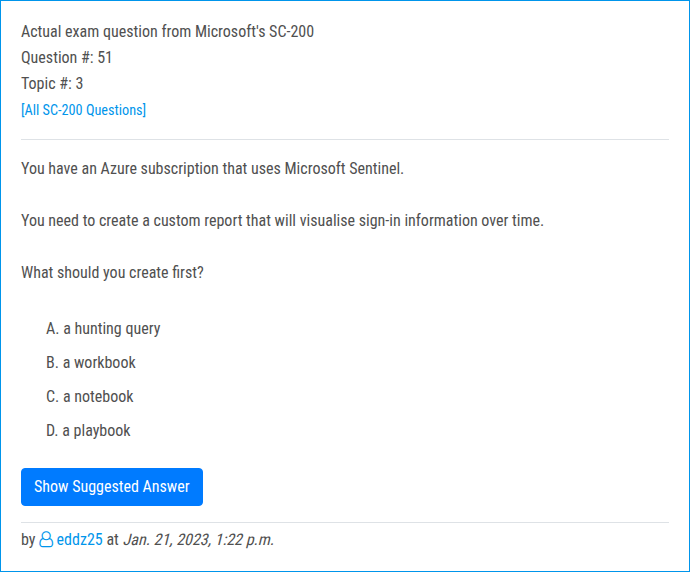 Actual exam question from Microsoft's SC-200
Question #: 51
Topic #: 3
[All SC-200 Questions]
You have an Azure subscription that uses Microsoft Sentinel.
You need to create a custom report that will visualise sign-in information over time.
What should you create first?
A. a hunting query
B. a workbook
C. a notebook
D. a playbook
Show Suggested Answer
by eddz25 at Jan. 21, 2023, 1:22 p.m.